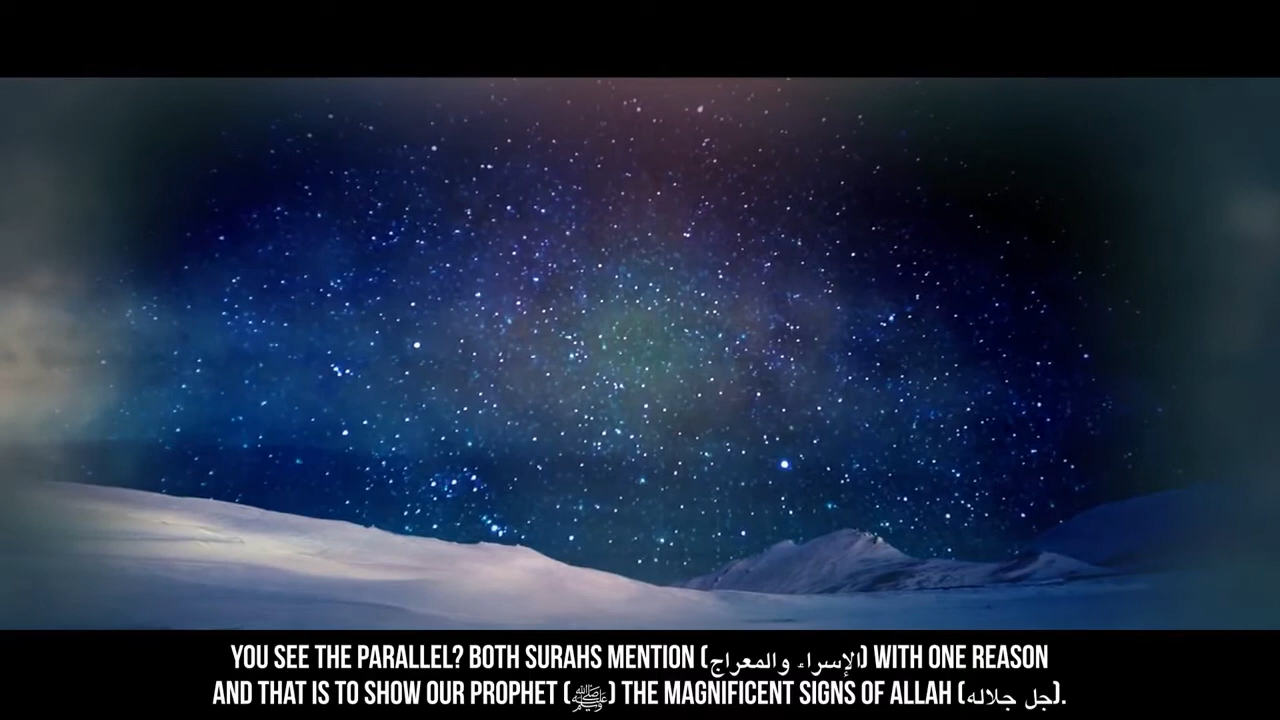 YOU SEE THE PARALLEL? BOTH SURAHS MENTION (الإسراء والمعراج) WITH ONE REASON
AND THAT IS TO SHOW OUR PROPHET (ﷺ) THE MAGNIFICENT SIGNS OF ALLAH (جل جلاله).